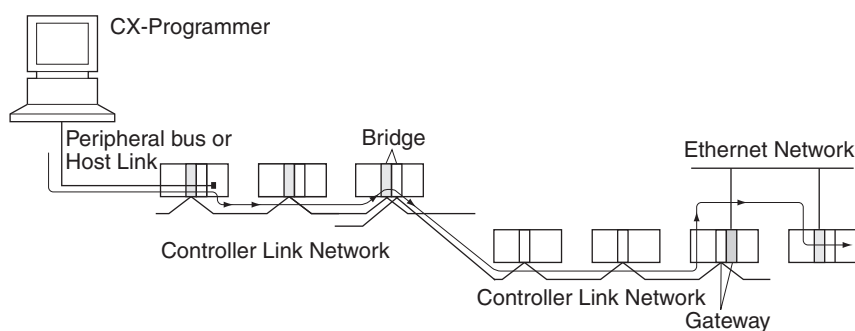 CX-Programmer
Peripheral bus or
Host Link
Bridge
Ethernet Network
Controller Link Network
Controller Link Network
Gateway